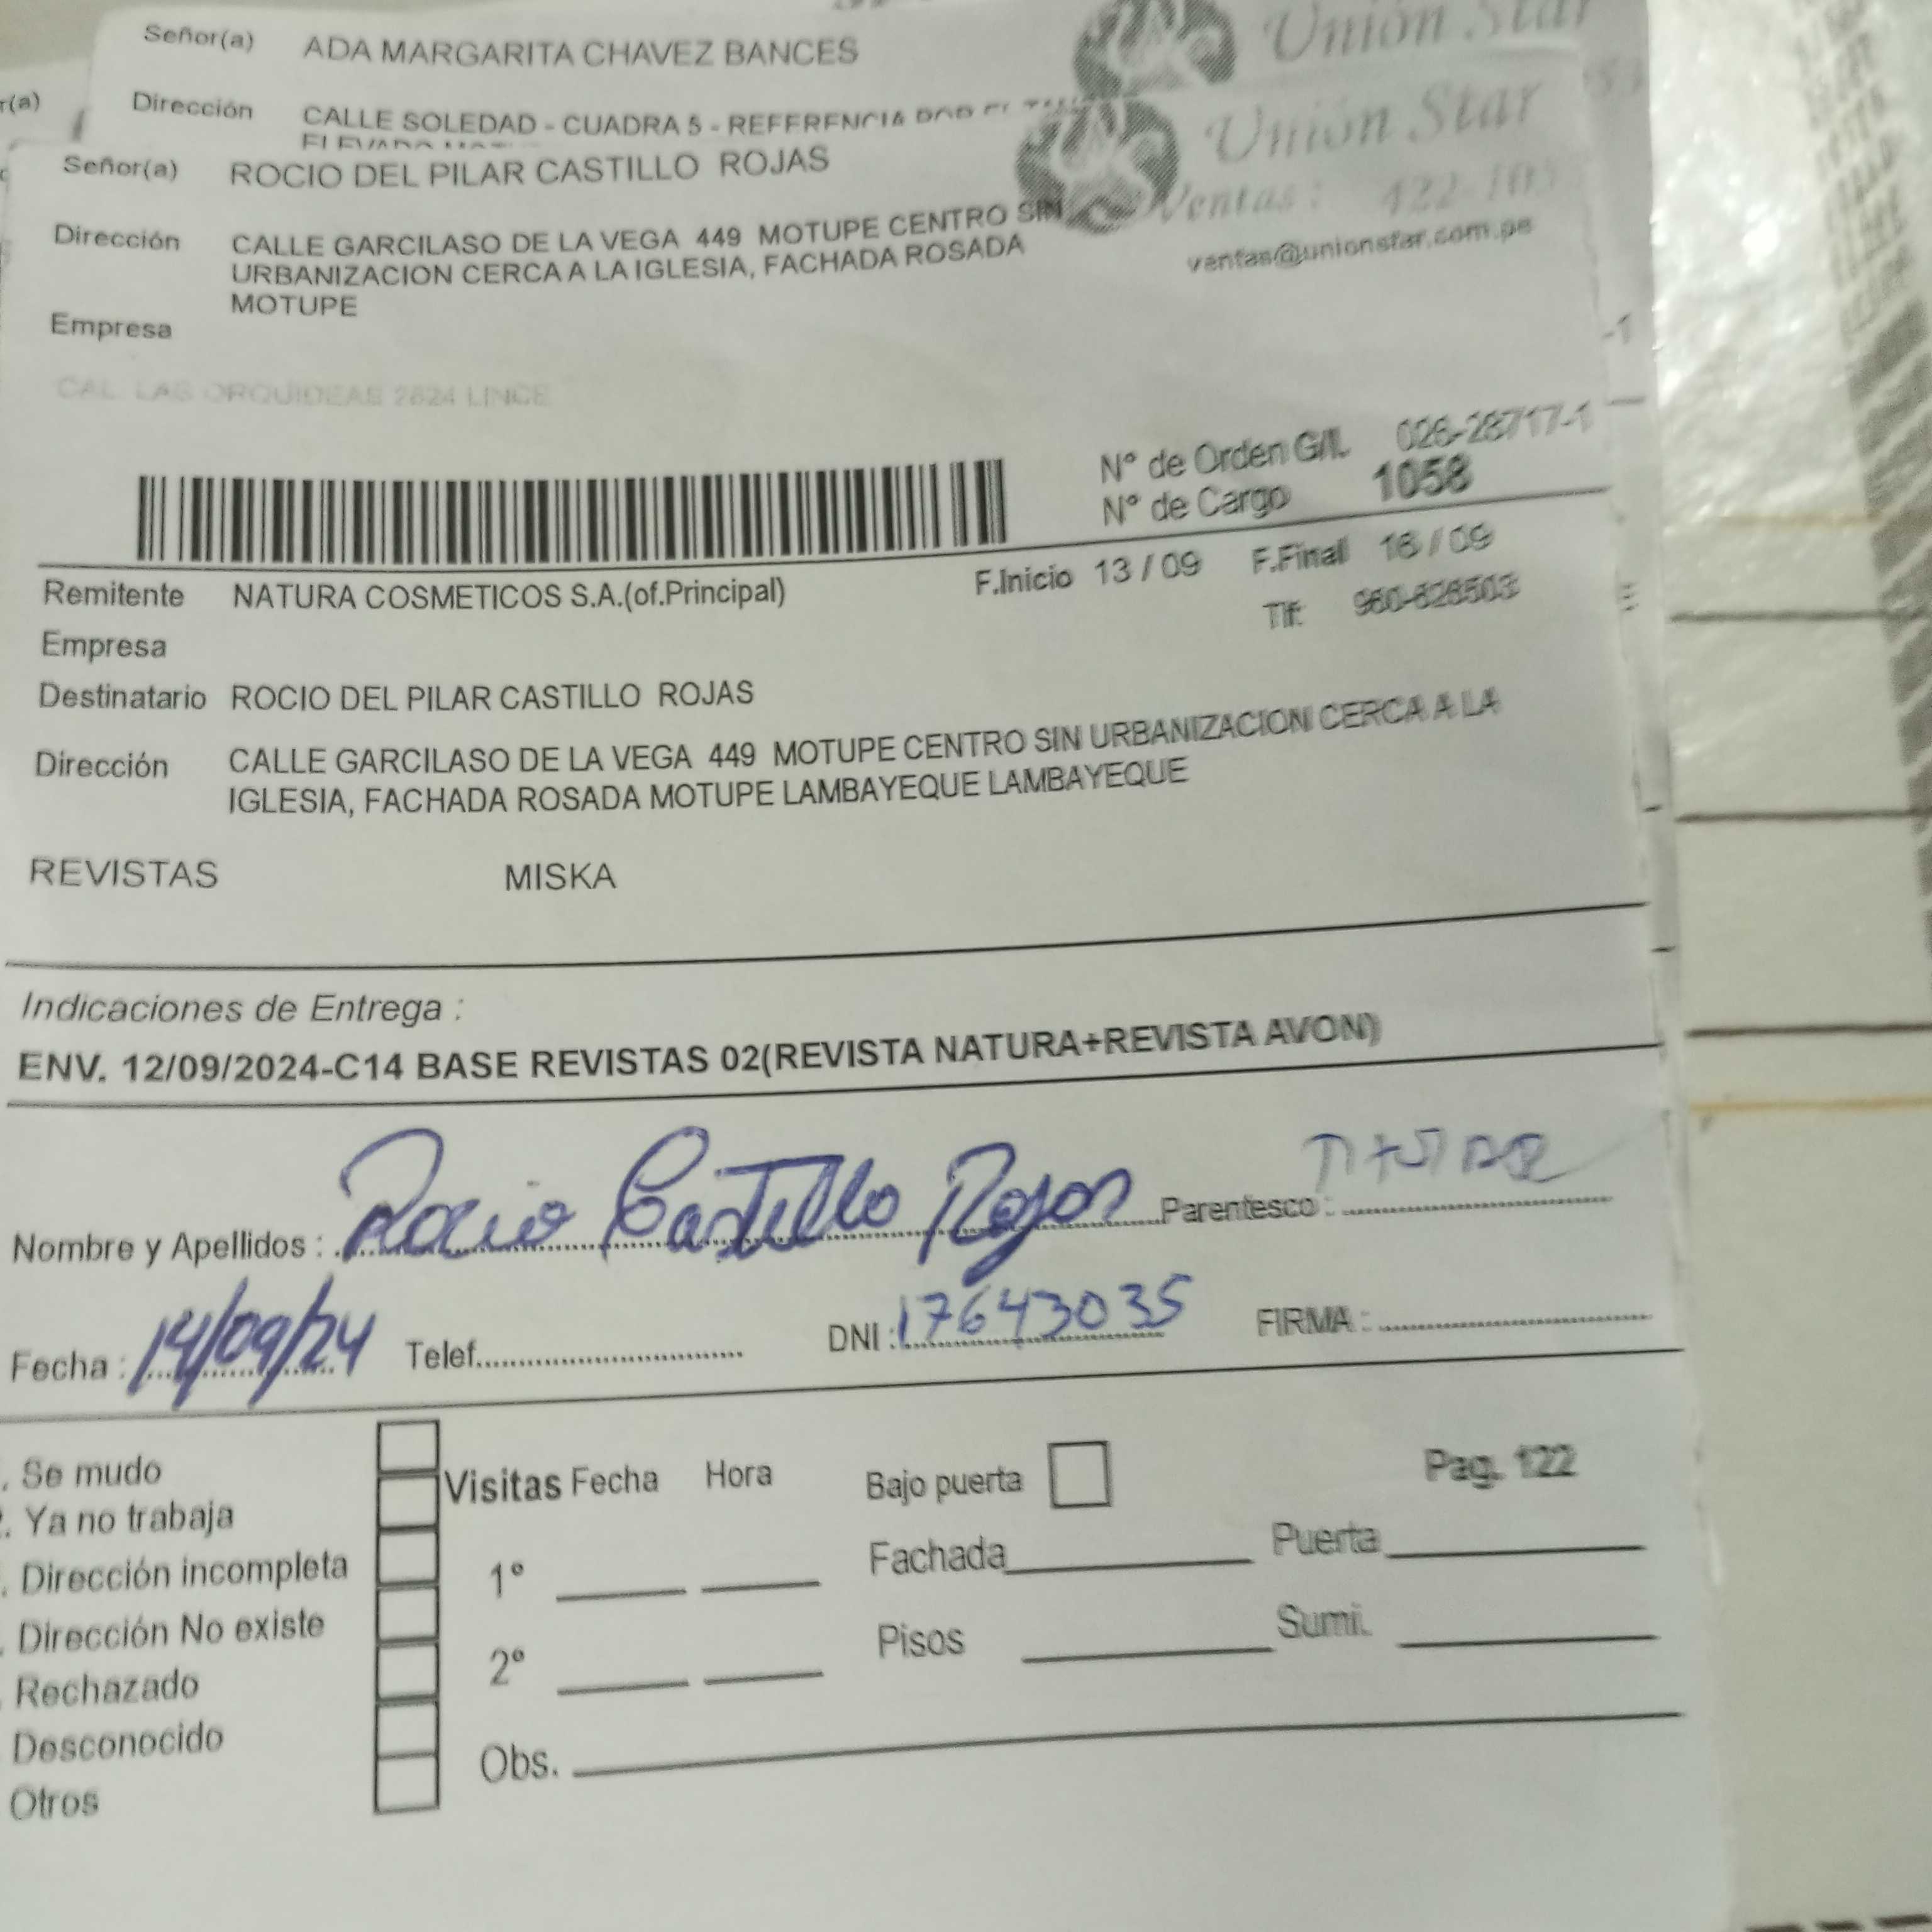 Señor(a) ADA MARGARITA CHAVEZ BANCES
Unión Star
r(a)
Dirección CALLE SOLEDAD - CUADRA 5 - REFERENCIA POR EL
Unión Star
Señor(a) ROCIO DEL PILAR CASTILLO ROJAS
Ventas: 422-103
Dirección CALLE GARCILASO DE LA VEGA 449 MOTUPE CENTRO SIN
URBANIZACION CERCA A LA IGLESIA, FACHADA ROSADA
MOTUPE
ventas@unionstar.com.pe
Empresa
-1
CAL. LAS ORQUIDEAS 2624 LINCE
N° de Orden G/L 026-28717-1
N° de Cargo 1058
Remitente NATURA COSMETICOS S.A.(of.Principal) F.Inicio 13 / 09 F.Final 16 / 09
Empresa Tlf: 960-626503
Destinatario ROCIO DEL PILAR CASTILLO ROJAS
Dirección CALLE GARCILASO DE LA VEGA 449 MOTUPE CENTRO SIN URBANIZACION CERCA A LA
IGLESIA, FACHADA ROSADA MOTUPE LAMBAYEQUE LAMBAYEQUE
REVISTAS MISKA
Indicaciones de Entrega :
ENV. 12/09/2024-C14 BASE REVISTAS 02(REVISTA NATURA+REVISTA AVON)
Nombre y Apellidos : Rocio Castillo Rojas Parentesco :
Fecha : 14/09/24 Telef. DNI : 17643035 FIRMA :
. Se mudo
. Ya no trabaja
. Dirección incompleta
. Dirección No existe
. Rechazado
Desconocido
Otros
Visitas Fecha Hora
1°
2°
Obs.
Bajo puerta Pag. 122
Fachada Puerta
Pisos Sumi.